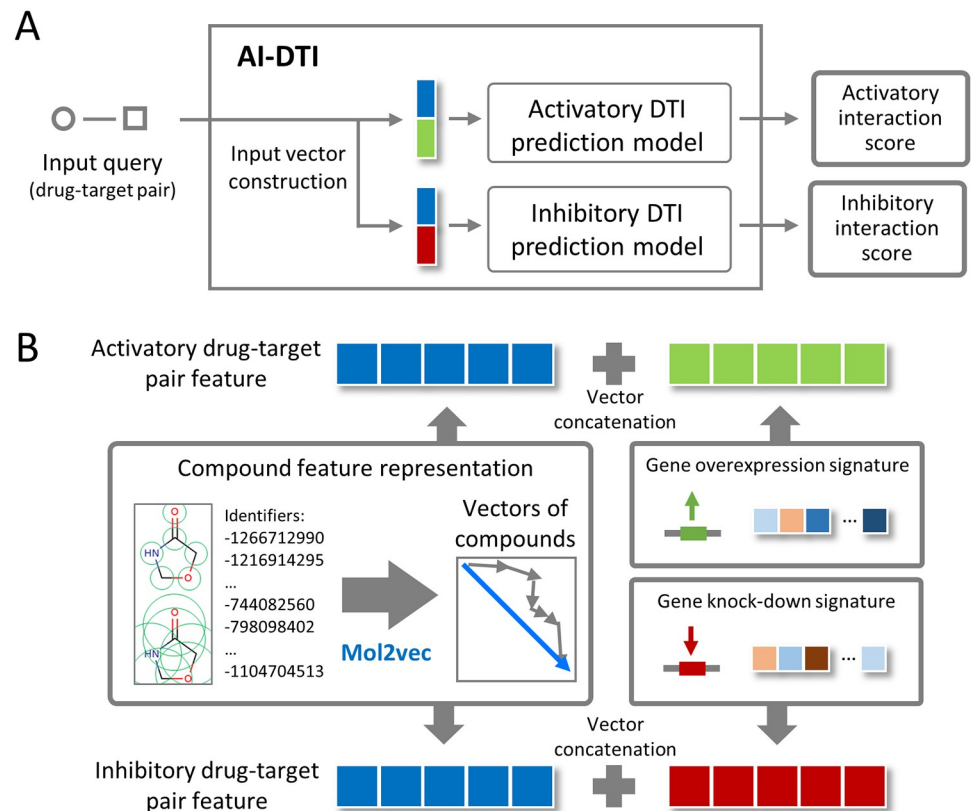 A
AI-DTI
Input query
(drug-target pair)
Input vector
construction
Activatory DTI
prediction model
Activatory
interaction
score
Inhibitory DTI
prediction model
Inhibitory
interaction
score
B
Activatory drug-target
pair feature
Vector
concatenation
Compound feature representation
Identifiers:
-1266712990
-1216914295
...
-744082560
-798098402
...
-1104704513
O
HN
O
O
HN
O
Mol2vec
Vectors of
compounds
Gene overexpression signature
...
Gene knock-down signature
...
Vector
concatenation
Inhibitory drug-target
pair feature